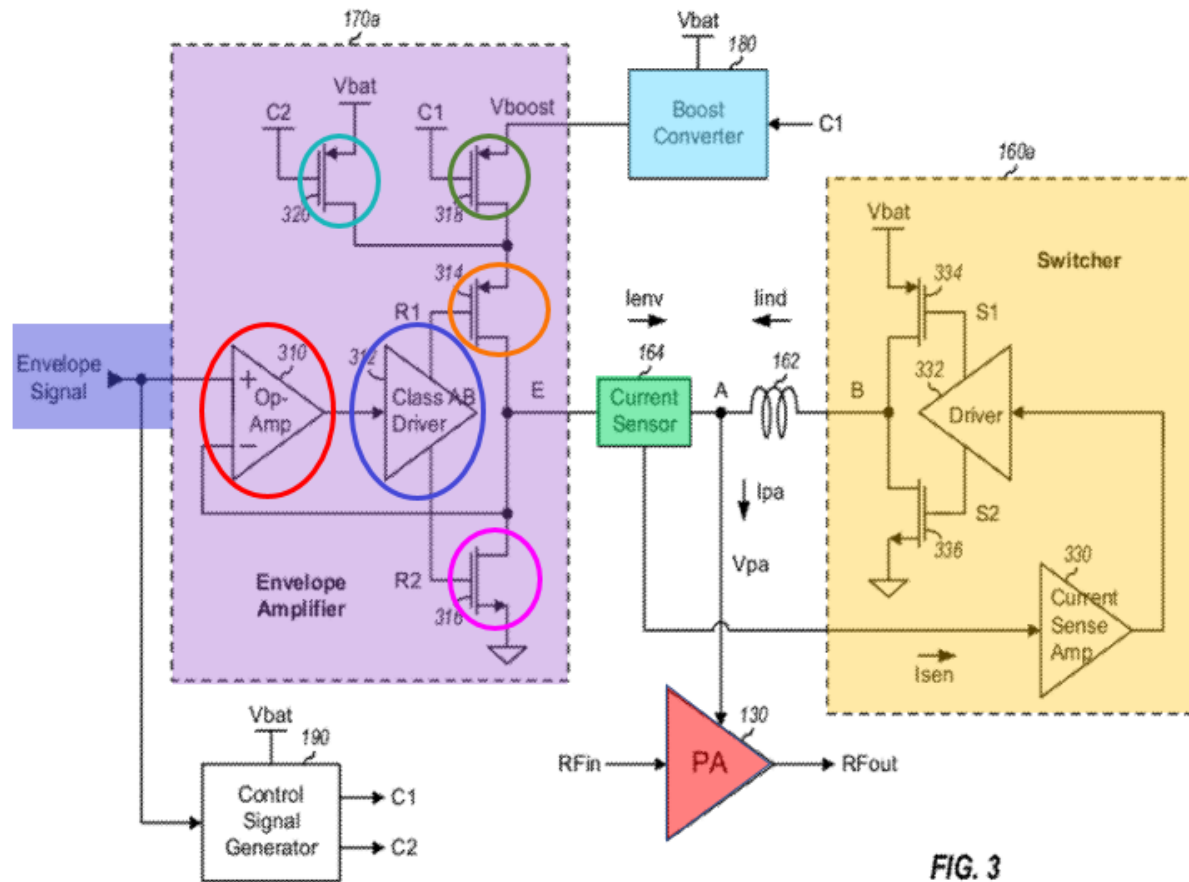 170a
Vbat
180
Boost
Converter
C1
Vboost
C2
Vbat
C1
320
318
160a
Vbat
Switcher
334
S1
332
Driver
S2
336
330
Current
Sense
Amp
Isen
314
R1
Envelope
Signal
+
310
Op-
Amp
−
312
Class AB
Driver
E
Ienv
Iind
164
Current
Sensor
A
162
B
Ipa
Vpa
R2
316
Envelope
Amplifier
Vbat
190
Control
Signal
Generator
C1
C2
RFin
PA
130
RFout
FIG. 3